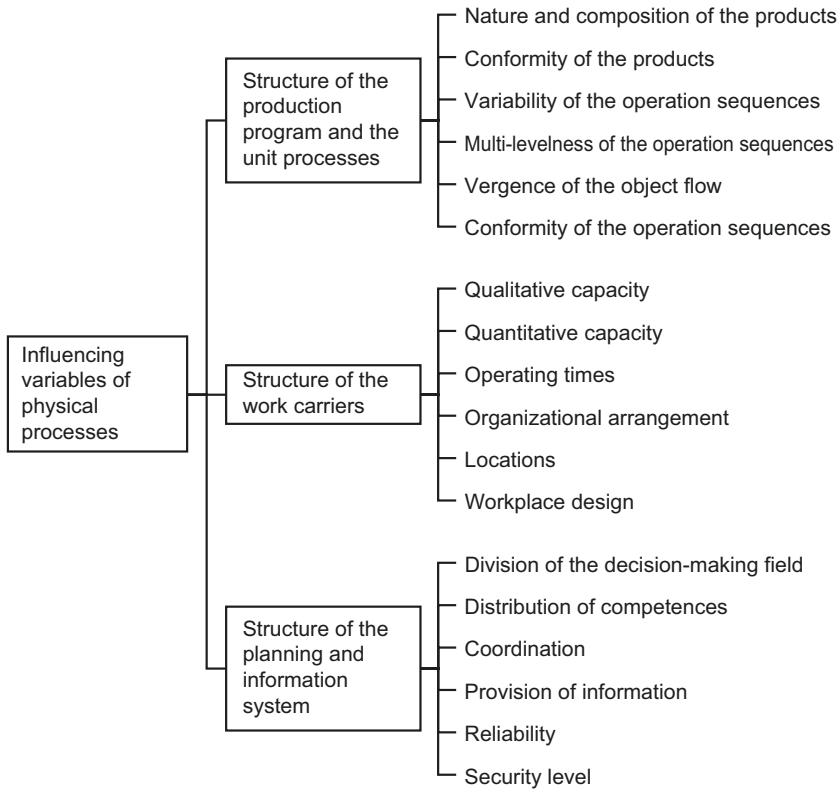 Influencing
variables of
physical
processes
Structure of the
production
program and the
unit processes
Nature and composition of the products
Conformity of the products
Variability of the operation sequences
Multi-levelness of the operation sequences
Vergence of the object flow
Conformity of the operation sequences
Structure of the
work carriers
Qualitative capacity
Quantitative capacity
Operating times
Organizational arrangement
Locations
Workplace design
Structure of the
planning and
information
system
Division of the decision-making field
Distribution of competences
Coordination
Provision of information
Reliability
Security level